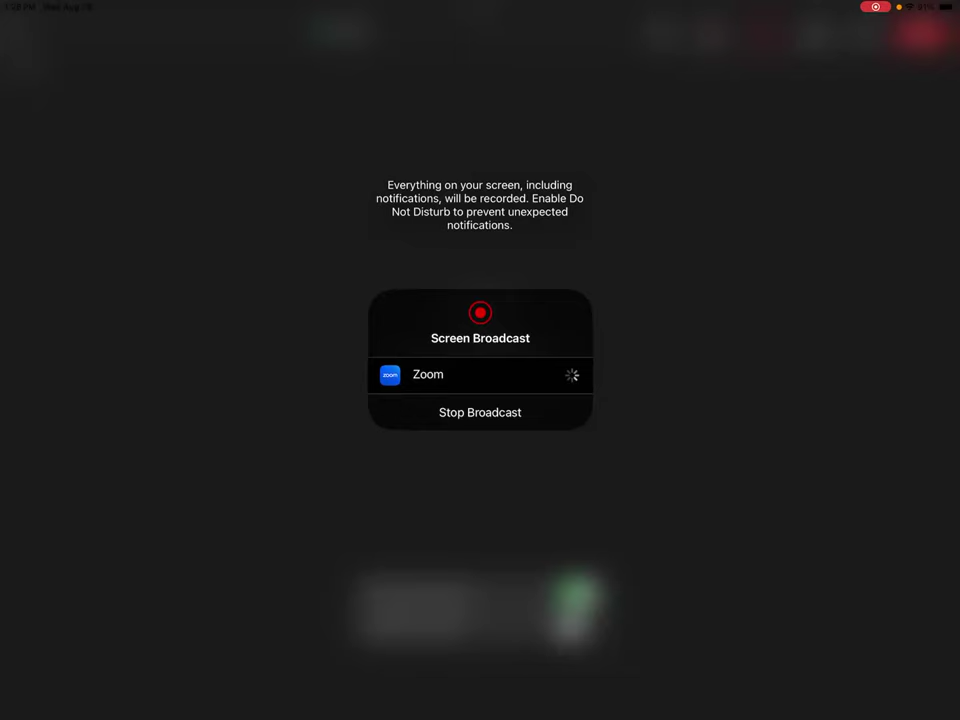 91%
Everything on your screen, including
notifications, will be recorded. Enable Do
Not Disturb to prevent unexpected
notifications.
Screen Broadcast
zoom
Zoom
Stop Broadcast